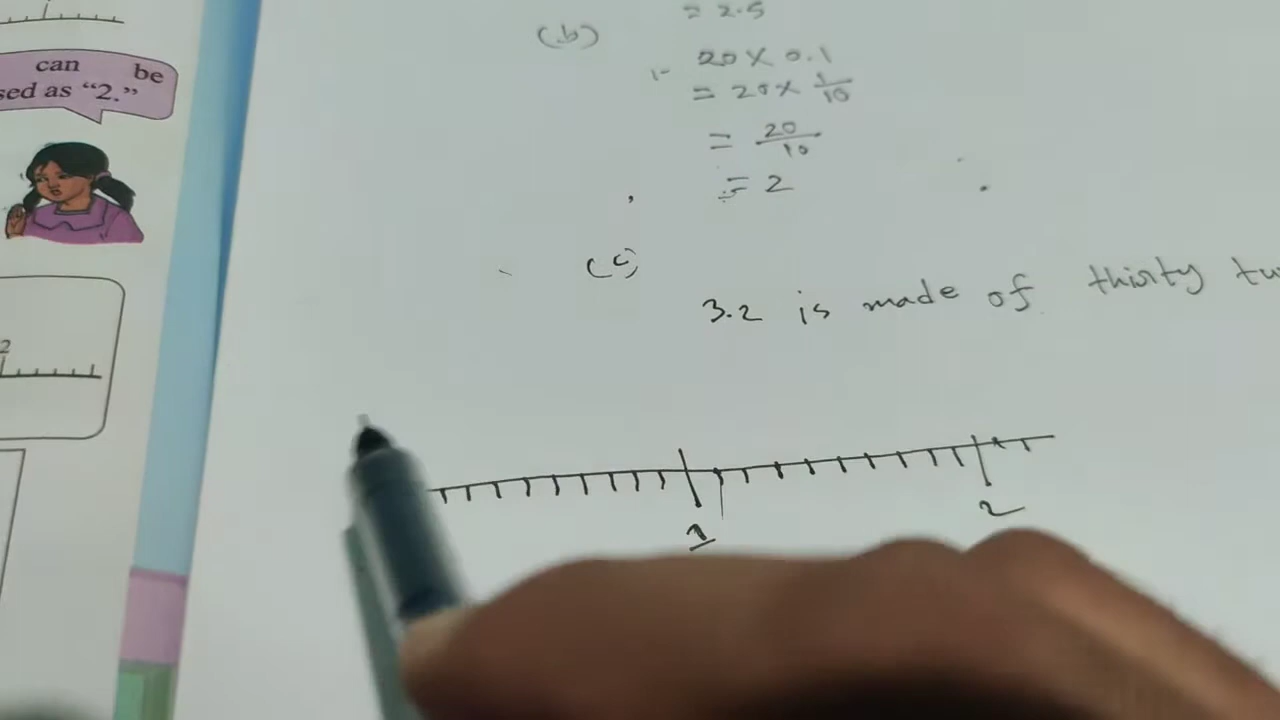 can be
sed as “2.”
2
= 2.5
(b)
20 × 0.1
= 20 × 1/10
= 20/10
= 2
(c)
3.2 is made of thirty
1
2